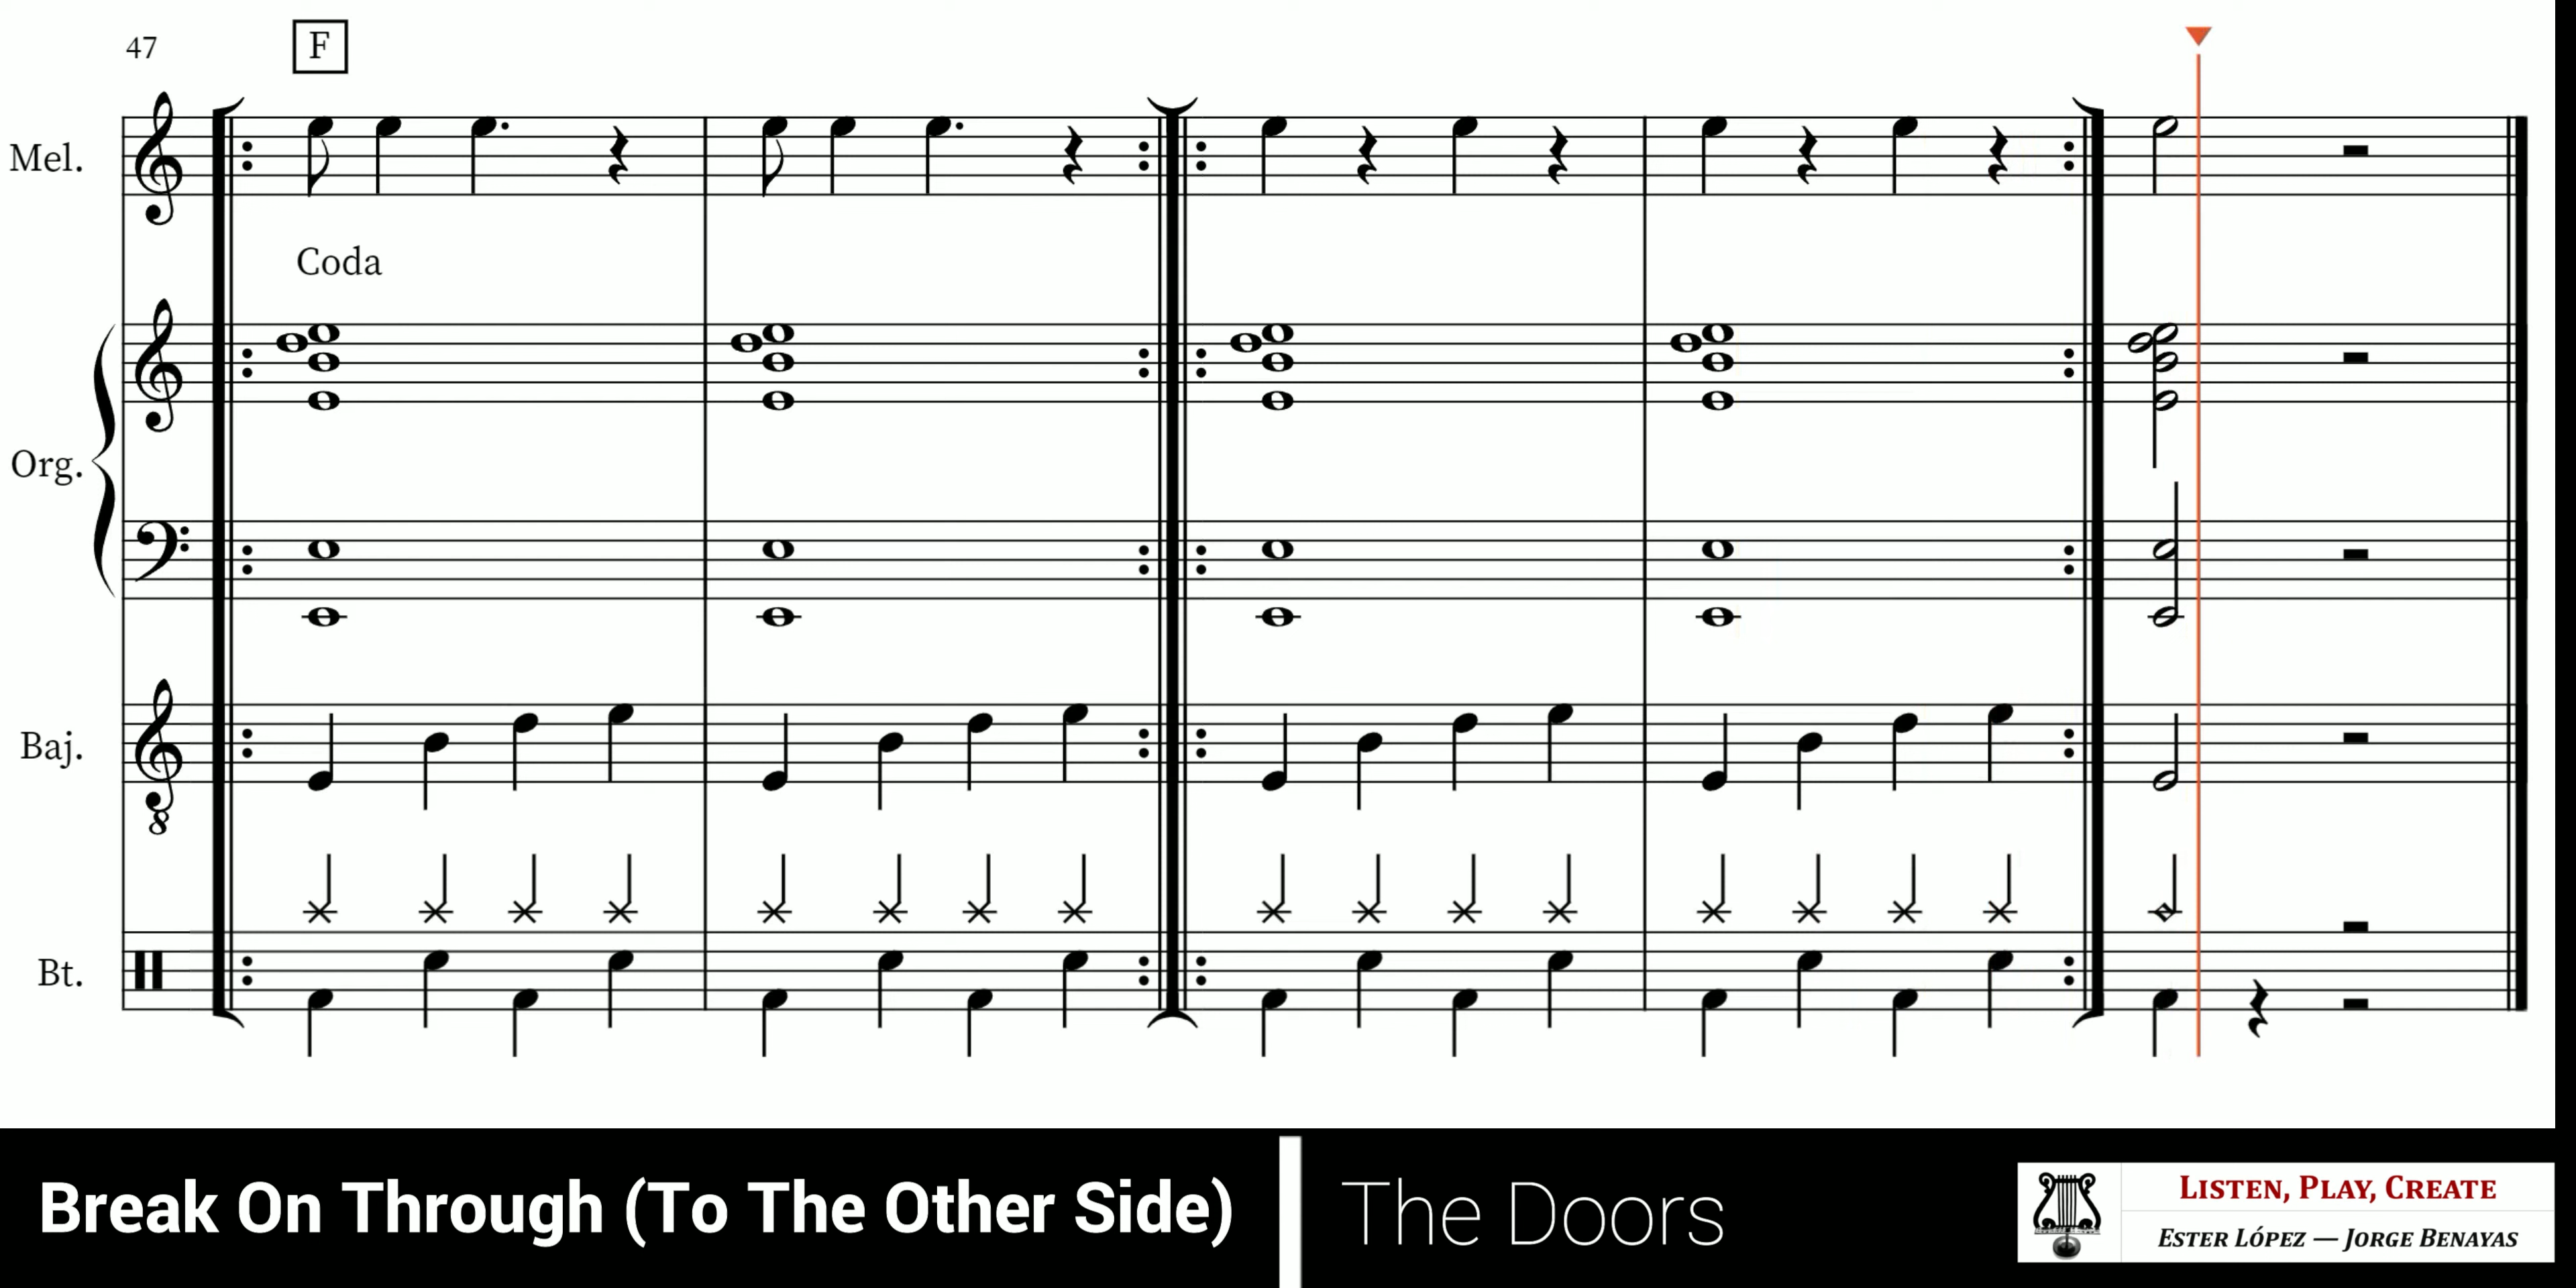 47
F
Mel.
Coda
Org.
Baj.
8
Bt.
Break On Through (To The Other Side)
The Doors
LISTEN, PLAY, CREATE
ESTER LÓPEZ — JORGE BENAYAS